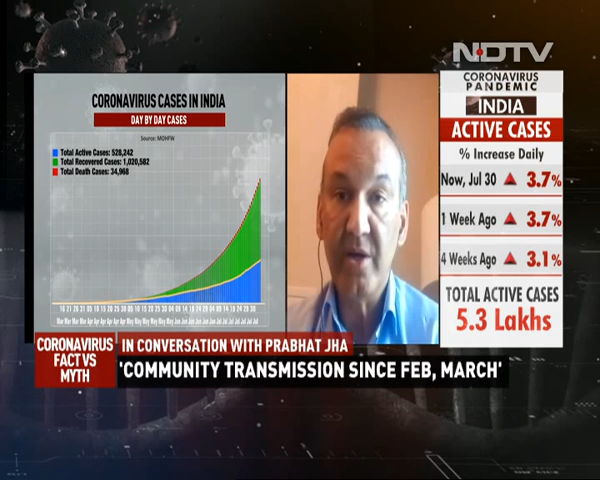 NDTV
CORONAVIRUS CASES IN INDIA
DAY BY DAY CASES
Source: MOHFW
Total Active Cases: 528,242
Total Recovered Cases: 1,020,582
Total Death Cases: 34,968
CORONAVIRUS
PANDEMIC
INDIA
ACTIVE CASES
% Increase Daily
Now, Jul 30 3.7%
1 Week Ago 3.7%
4 Weeks Ago 3.1%
TOTAL ACTIVE CASES
5.3 Lakhs
CORONAVIRUS
FACT VS
MYTH
IN CONVERSATION WITH PRABHAT JHA
'COMMUNITY TRANSMISSION SINCE FEB, MARCH'